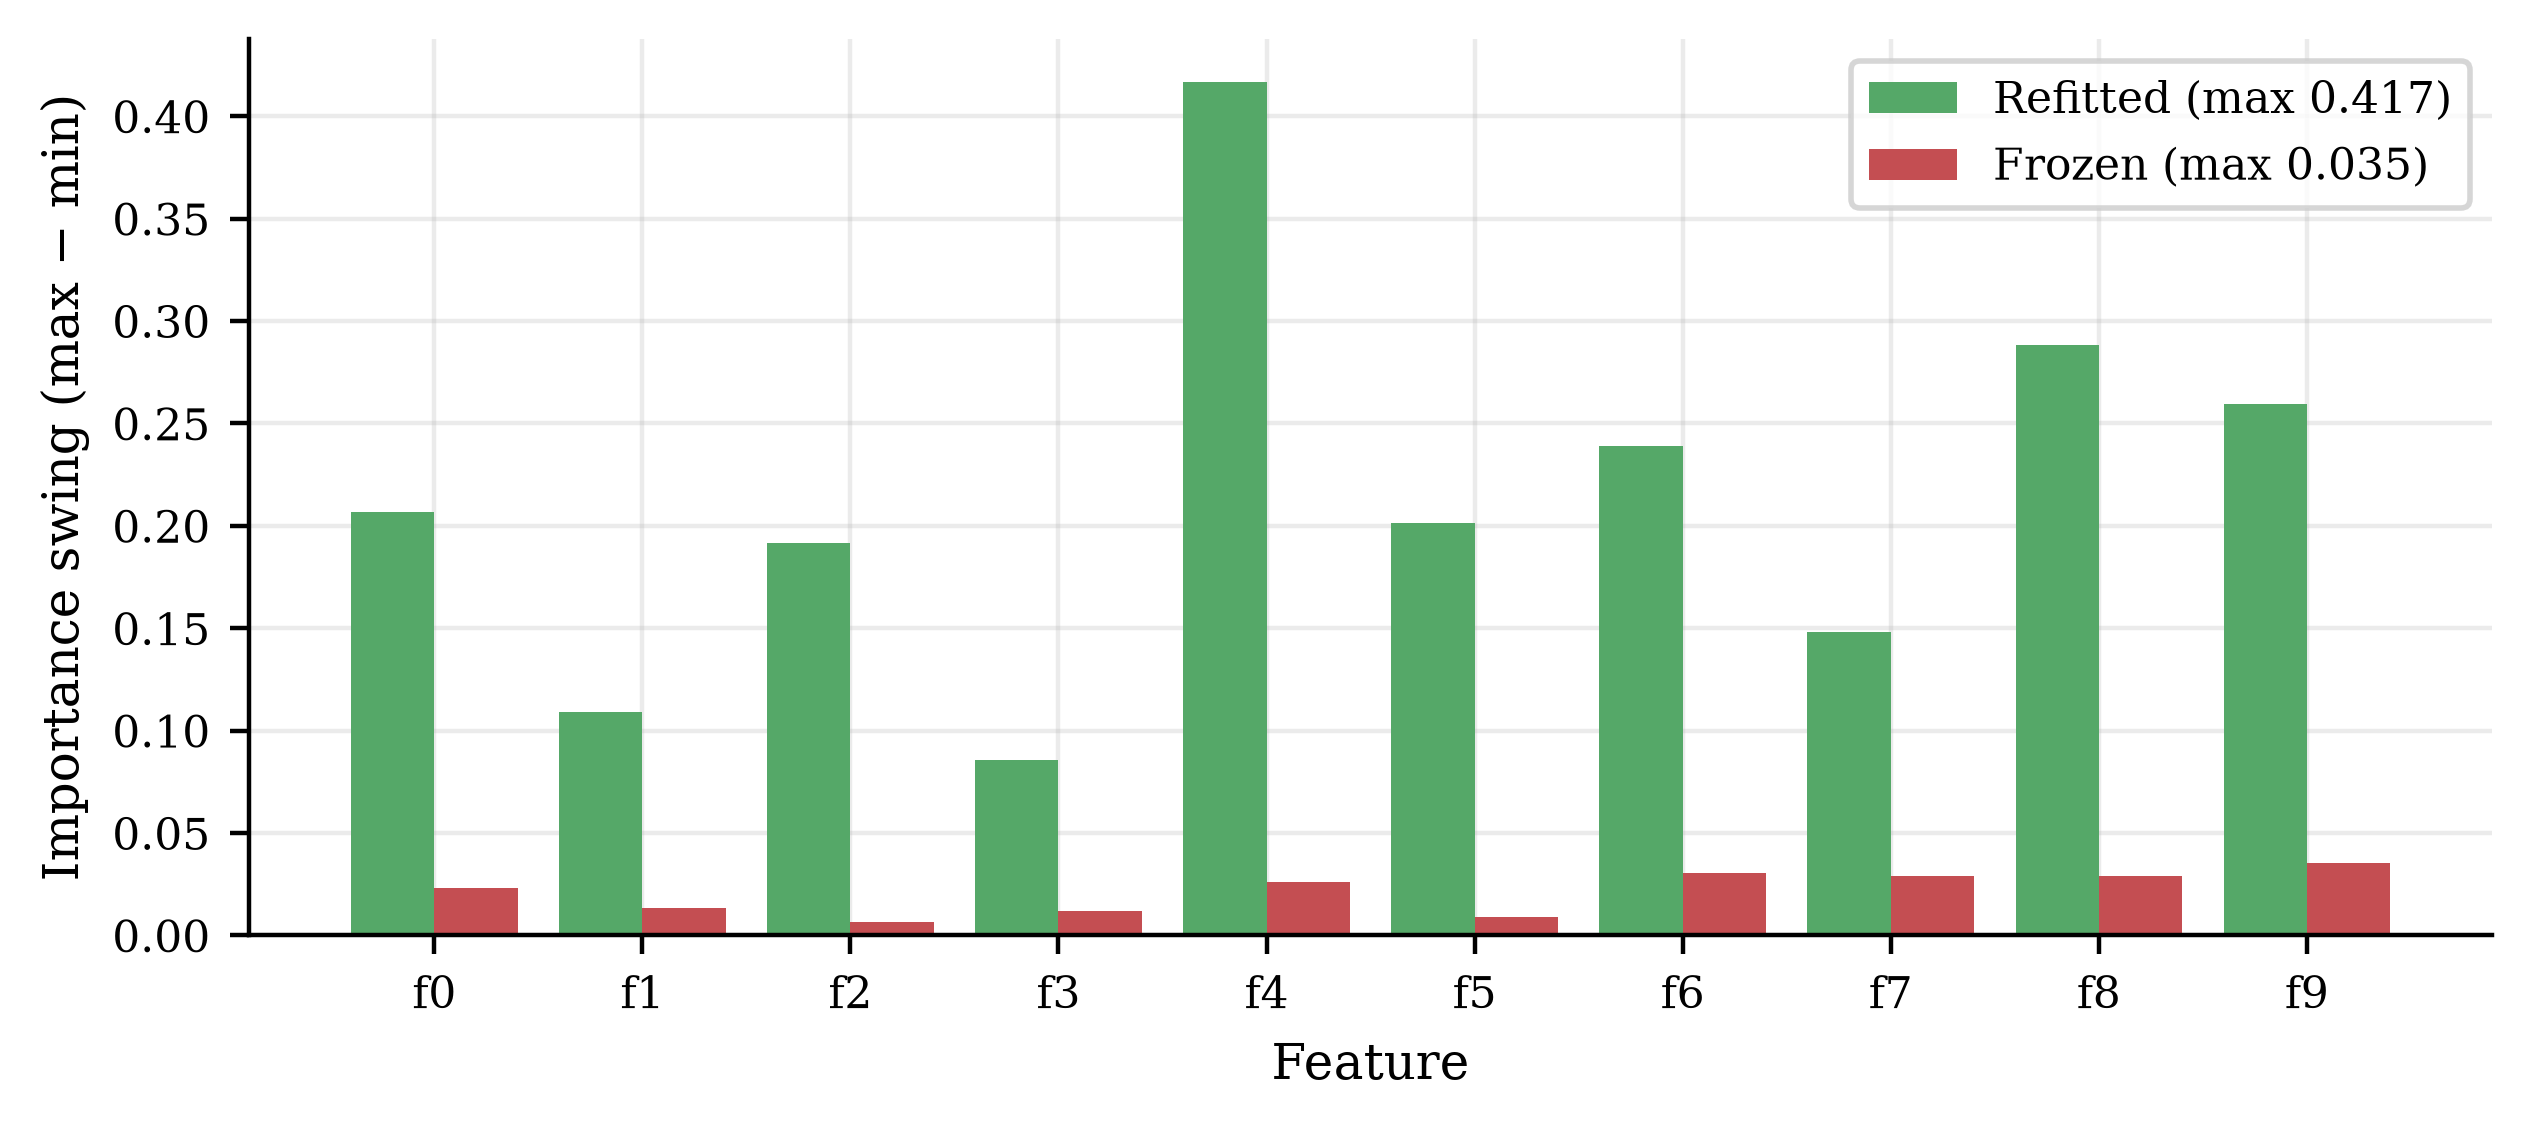 Importance swing (max − min)
0.40
0.35
0.30
0.25
0.20
0.15
0.10
0.05
0.00
Refitted (max 0.417)
Frozen (max 0.035)
f0 f1 f2 f3 f4 f5 f6 f7 f8 f9
Feature